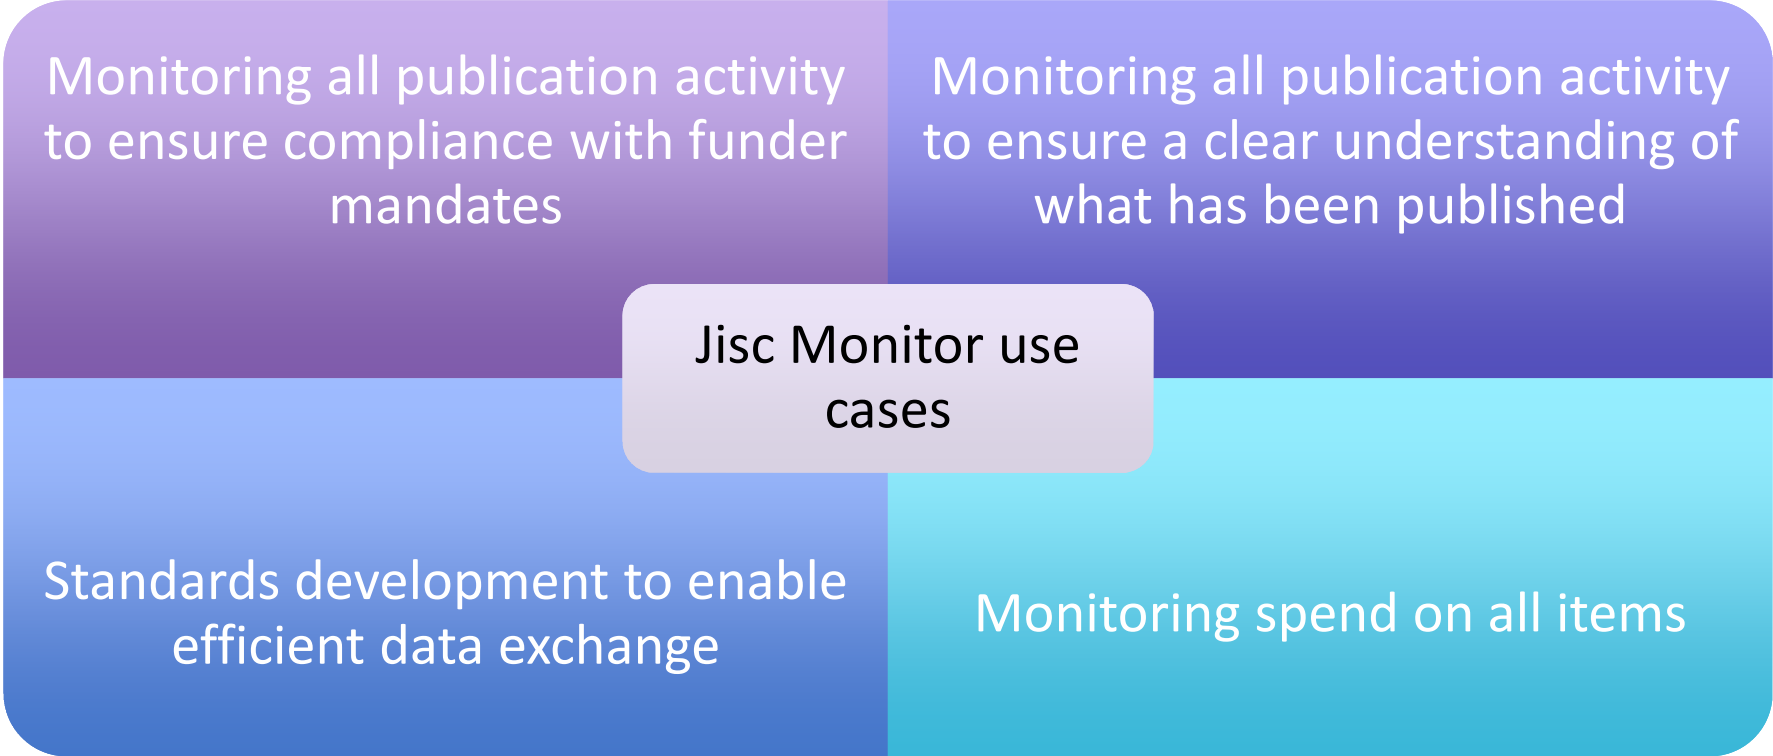 Monitoring all publication activity
to ensure compliance with funder
mandates
Monitoring all publication activity
to ensure a clear understanding of
what has been published
Jisc Monitor use
cases
Standards development to enable
efficient data exchange
Monitoring spend on all items